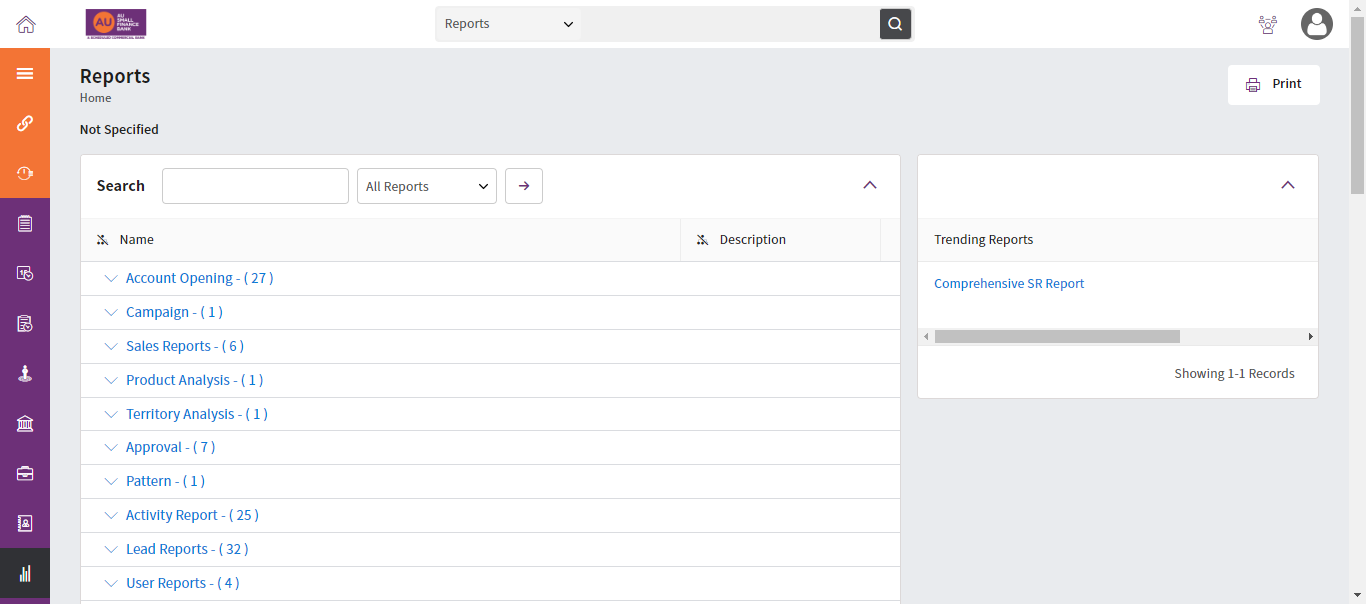 AU
AU
SMALL
FINANCE
BANK
A SCHEDULED COMMERCIAL BANK
Reports
Reports
Home
Print
Not Specified
Search
All Reports
Name
Description
Account Opening - ( 27 )
Campaign - ( 1 )
Sales Reports - ( 6 )
Product Analysis - ( 1 )
Territory Analysis - ( 1 )
Approval - ( 7 )
Pattern - ( 1 )
Activity Report - ( 25 )
Lead Reports - ( 32 )
User Reports - ( 4 )
Trending Reports
Comprehensive SR Report
Showing 1-1 Records